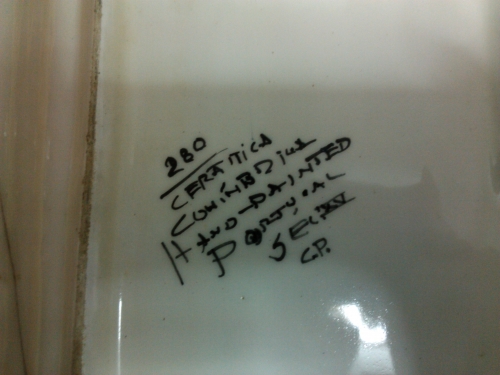 280
CERAMICA
CONIMBRIGA
HAND-PAINTED
PORTUGAL
SEC. XV
C.P.